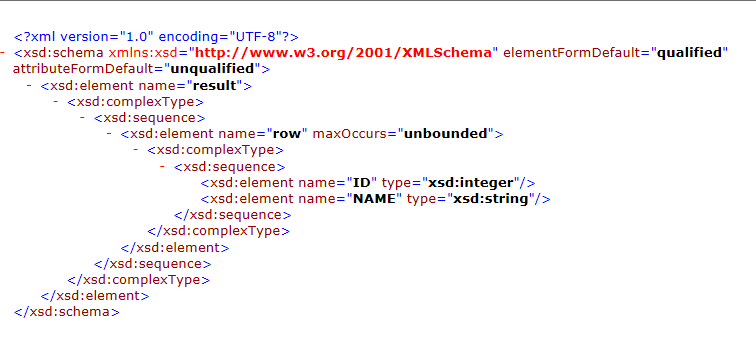 <?xml version="1.0" encoding="UTF-8"?>
- <xsd:schema xmlns:xsd="http://www.w3.org/2001/XMLSchema" elementFormDefault="qualified"
attributeFormDefault="unqualified">
- <xsd:element name="result">
- <xsd:complexType>
- <xsd:sequence>
- <xsd:element name="row" maxOccurs="unbounded">
- <xsd:complexType>
- <xsd:sequence>
<xsd:element name="ID" type="xsd:integer"/>
<xsd:element name="NAME" type="xsd:string"/>
</xsd:sequence>
</xsd:complexType>
</xsd:element>
</xsd:sequence>
</xsd:complexType>
</xsd:element>
</xsd:schema>